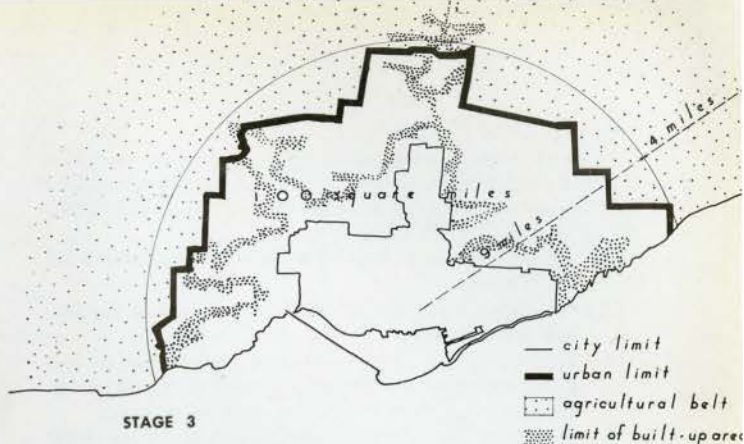 4 miles
100 square miles
9 miles
city limit
urban limit
agricultural belt
limit of built-up area
STAGE 3